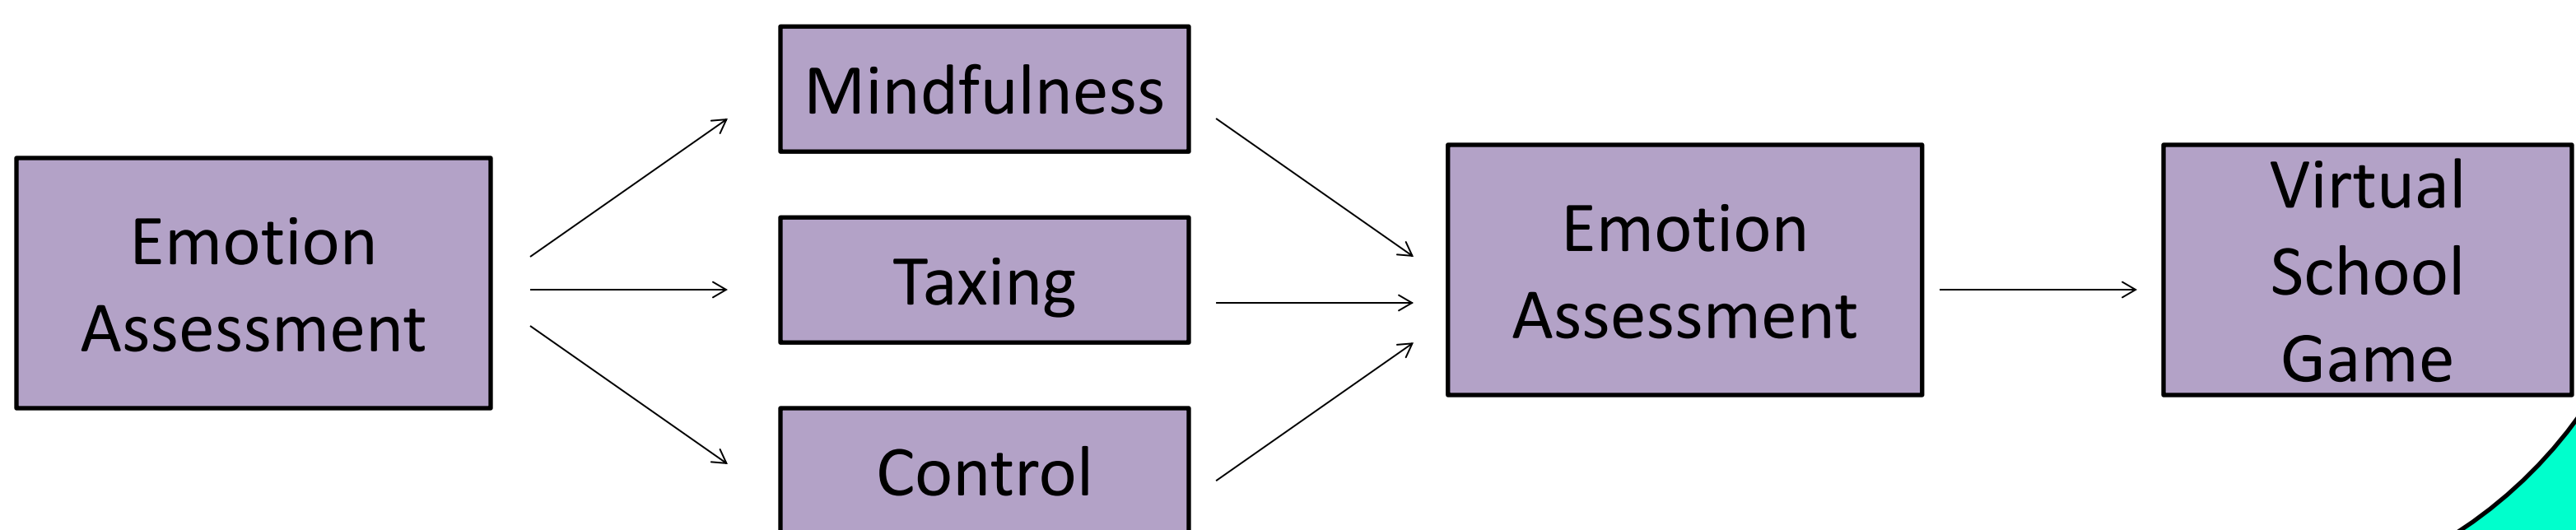 Emotion
Assessment
Mindfulness
Taxing
Control
Emotion
Assessment
Virtual
School
Game